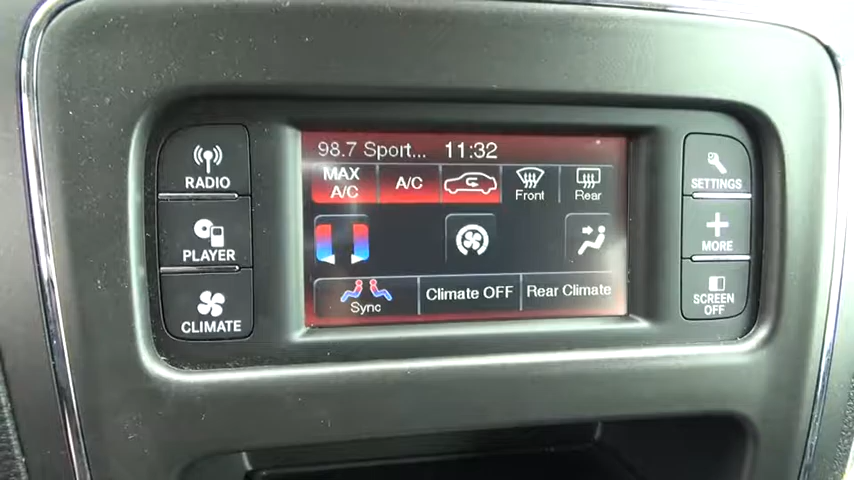 98.7 Sport... 11:32
RADIO
MAX
A/C
A/C
Front
Rear
SETTINGS
PLAYER
MORE
CLIMATE
Sync
Climate OFF
Rear Climate
SCREEN
OFF